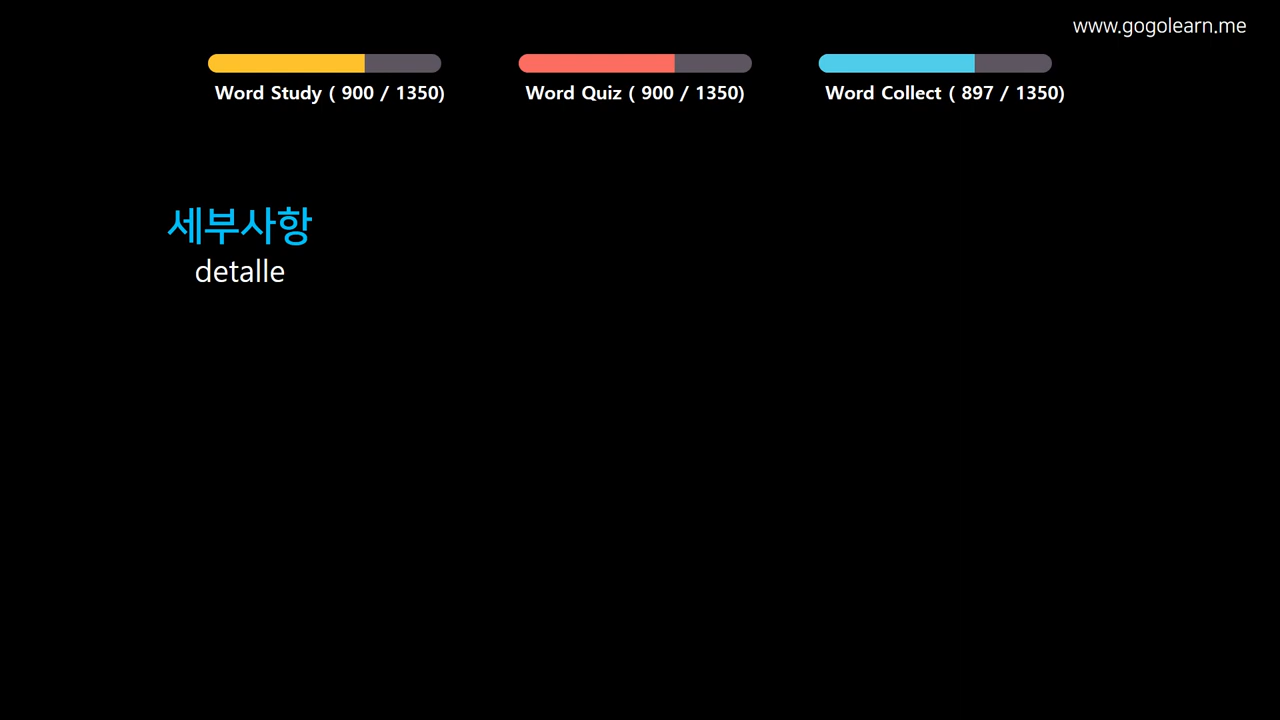 www.gogolearn.me
Word Study ( 900 / 1350)
Word Quiz ( 900 / 1350)
Word Collect ( 897 / 1350)
세부사항
detalle